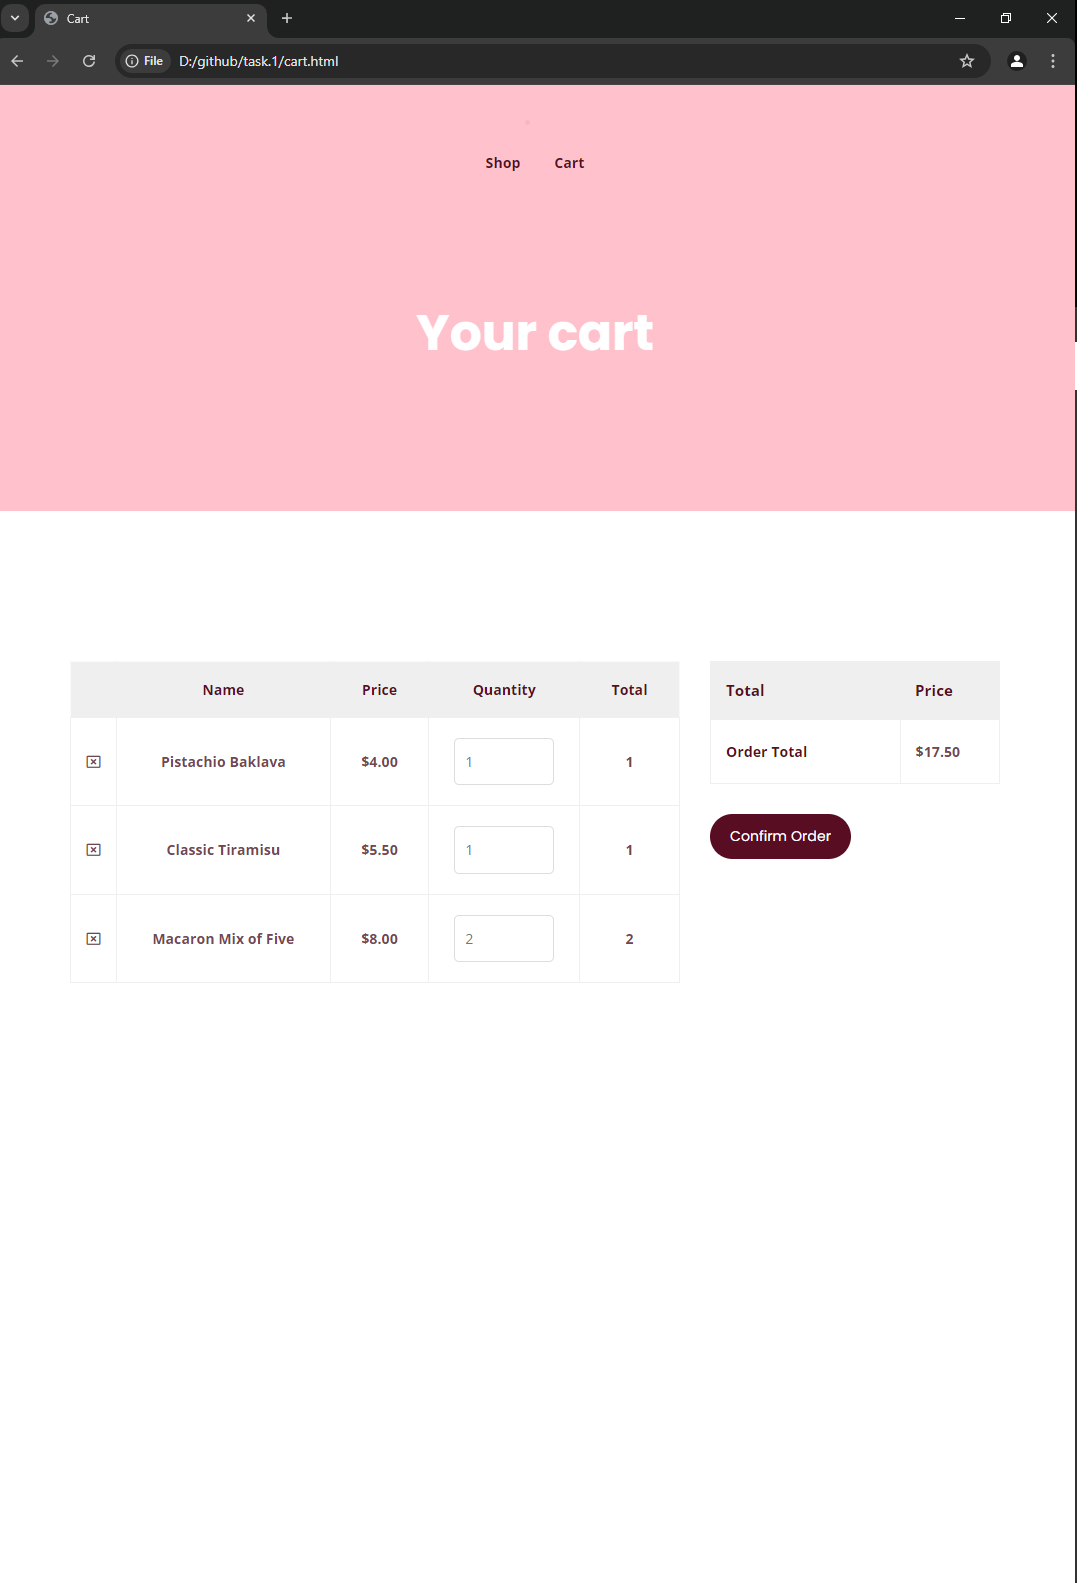 Cart
File D:/github/task.1/cart.html
Shop Cart
Your cart
Name Price Quantity Total
Pistachio Baklava $4.00 1 1
Classic Tiramisu $5.50 1 1
Macaron Mix of Five $8.00 2 2
Total Price
Order Total $17.50
Confirm Order